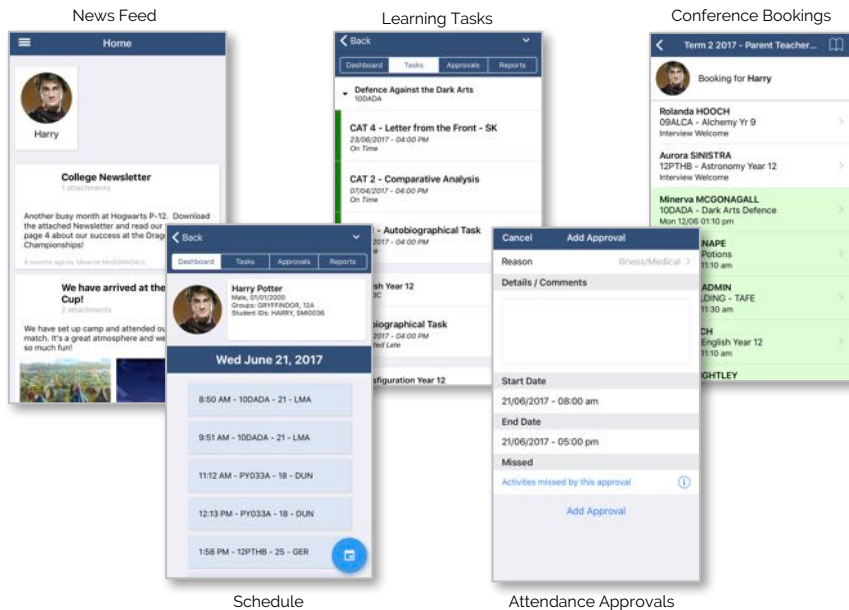 News Feed
Learning Tasks
Conference Bookings
Home
Harry
College Newsletter
1 attachments
Another busy month at Hogwarts P-12. Download
the attached Newsletter and read our
page 4 about our success at the Drag
Championships!
4 months ago by Minerva McGONAGALL
We have arrived at the
Cup!
2 attachments
We have set up camp and attended ou
match. It's a great atmosphere and we
so much fun!
Back
Dashboard Tasks Approvals Reports
Defence Against the Dark Arts
10DADA
CAT 4 - Letter from the Front - SK
23/06/2017 - 04:00 PM
On Time
CAT 2 - Comparative Analysis
07/04/2017 - 04:00 PM
On Time
- Autobiographical Task
2017 - 04:00 PM
sh Year 12
biographical Task
2017 - 04:00 PM
ted Late
sfiguration Year 12
Term 2 2017 - Parent Teacher...
Booking for Harry
Rolanda HOOCH
09ALCA - Alchemy Yr 9
Interview Welcome
Aurora SINISTRA
12PTHB - Astronomy Year 12
Interview Welcome
Minerva MCGONAGALL
10DADA - Dark Arts Defence
Mon 12/06 01:10 pm
NAPE
Potions
11:10 am
ADMIN
LDING - TAFE
11:30 am
CH
English Year 12
11:10 am
IGHTLEY
Back
Dashboard Tasks Approvals Reports
Harry Potter
Male, 01/01/2000
Groups: GRYFFINDOR, 12A
Student IDs: HARRY, SMI0036
Wed June 21, 2017
8:50 AM - 10DADA - 21 - LMA
9:51 AM - 10DADA - 21 - LMA
11:12 AM - PY033A - 18 - DUN
12:13 PM - PY033A - 18 - DUN
1:58 PM - 12PTHB - 25 - GER
Cancel Add Approval
Reason Illness/Medical
Details / Comments
Start Date
21/06/2017 - 08:00 am
End Date
21/06/2017 - 05:00 pm
Missed
Activites missed by this approval
Add Approval
Schedule
Attendance Approvals